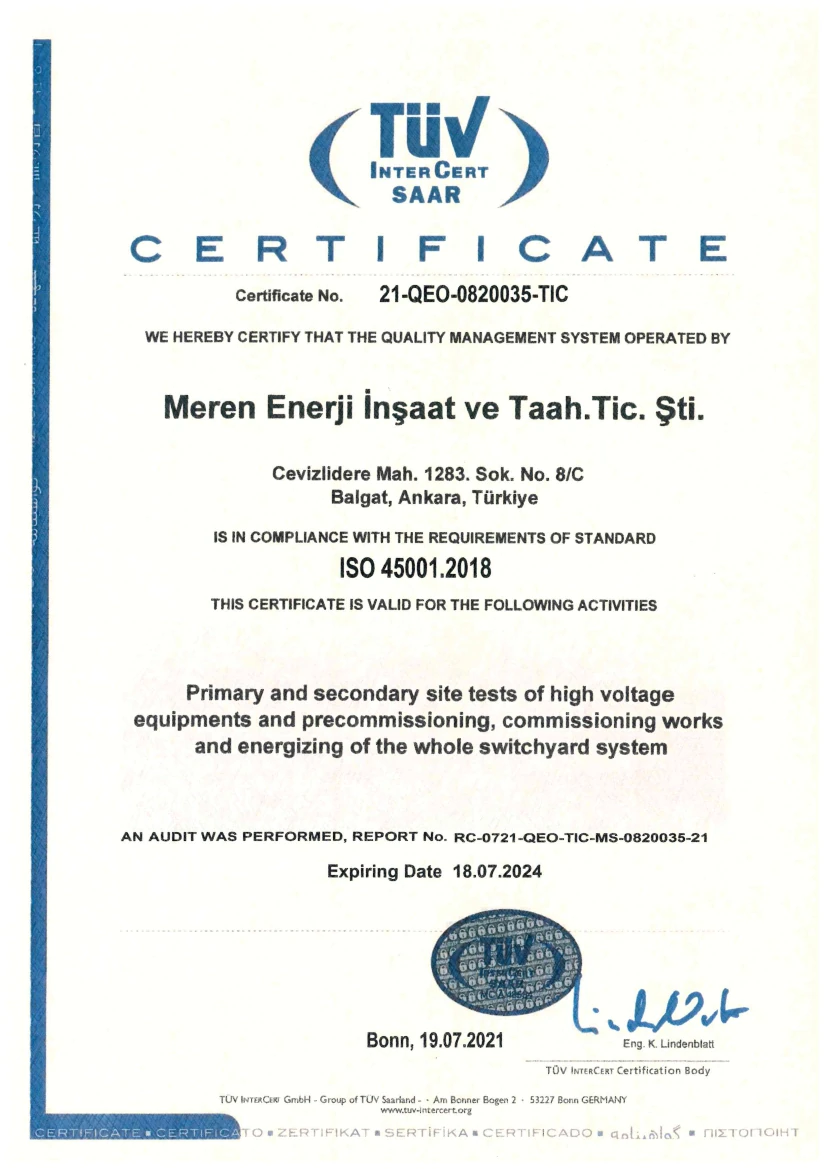 TÜV
INTERCERT
SAAR
CERTIFICATE
Certificate No. 21-QEO-0820035-TIC
WE HEREBY CERTIFY THAT THE QUALITY MANAGEMENT SYSTEM OPERATED BY
Meren Enerji İnşaat ve Taah.Tic. Şti.
Cevizlidere Mah. 1283. Sok. No. 8/C
Balgat, Ankara, Türkiye
IS IN COMPLIANCE WITH THE REQUIREMENTS OF STANDARD
ISO 45001.2018
THIS CERTIFICATE IS VALID FOR THE FOLLOWING ACTIVITIES
Primary and secondary site tests of high voltage
equipments and precommissioning, commissioning works
and energizing of the whole switchyard system
AN AUDIT WAS PERFORMED, REPORT No. RC-0721-QEO-TIC-MS-0820035-21
Expiring Date 18.07.2024
TÜV
INTERCERT
SAAR
Bonn, 19.07.2021
Eng. K. Lindenblatt
TÜV INTERCERT Certification Body
TÜV INTERCERT GmbH - Group of TÜV Saarland - · Am Bonner Bogen 2 · 53227 Bonn GERMANY
www.tuv-intercert.org
CERTIFICATE ▪ CERTIFICATO ▪ ZERTIFIKAT ▪ SERTİFİKA ▪ CERTIFICADO ▪ گواهینامه ▪ ΠΙΣΤΟΠΟΙΗΤ